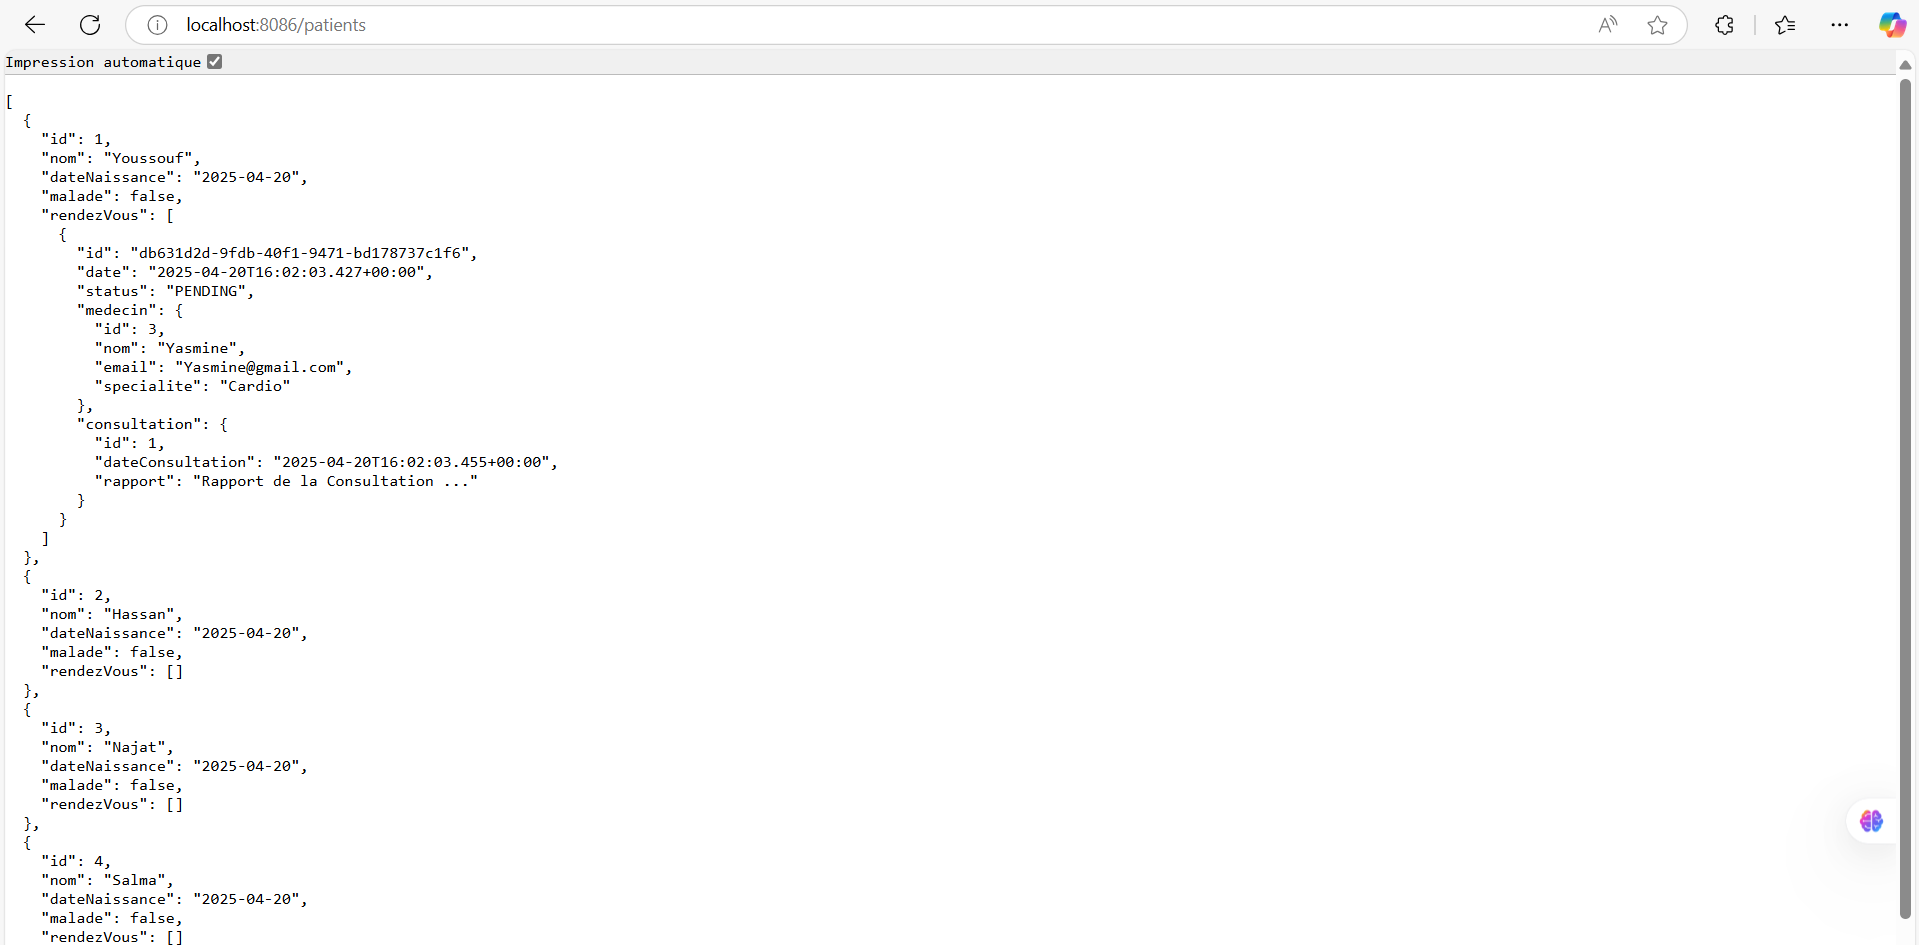 localhost:8086/patients
Impression automatique
[
  {
    "id": 1,
    "nom": "Youssouf",
    "dateNaissance": "2025-04-20",
    "malade": false,
    "rendezVous": [
      {
        "id": "db631d2d-9fdb-40f1-9471-bd178737c1f6",
        "date": "2025-04-20T16:02:03.427+00:00",
        "status": "PENDING",
        "medecin": {
          "id": 3,
          "nom": "Yasmine",
          "email": "Yasmine@gmail.com",
          "specialite": "Cardio"
        },
        "consultation": {
          "id": 1,
          "dateConsultation": "2025-04-20T16:02:03.455+00:00",
          "rapport": "Rapport de la Consultation ..."
        }
      }
    ]
  },
  {
    "id": 2,
    "nom": "Hassan",
    "dateNaissance": "2025-04-20",
    "malade": false,
    "rendezVous": []
  },
  {
    "id": 3,
    "nom": "Najat",
    "dateNaissance": "2025-04-20",
    "malade": false,
    "rendezVous": []
  },
  {
    "id": 4,
    "nom": "Salma",
    "dateNaissance": "2025-04-20",
    "malade": false,
    "rendezVous": []